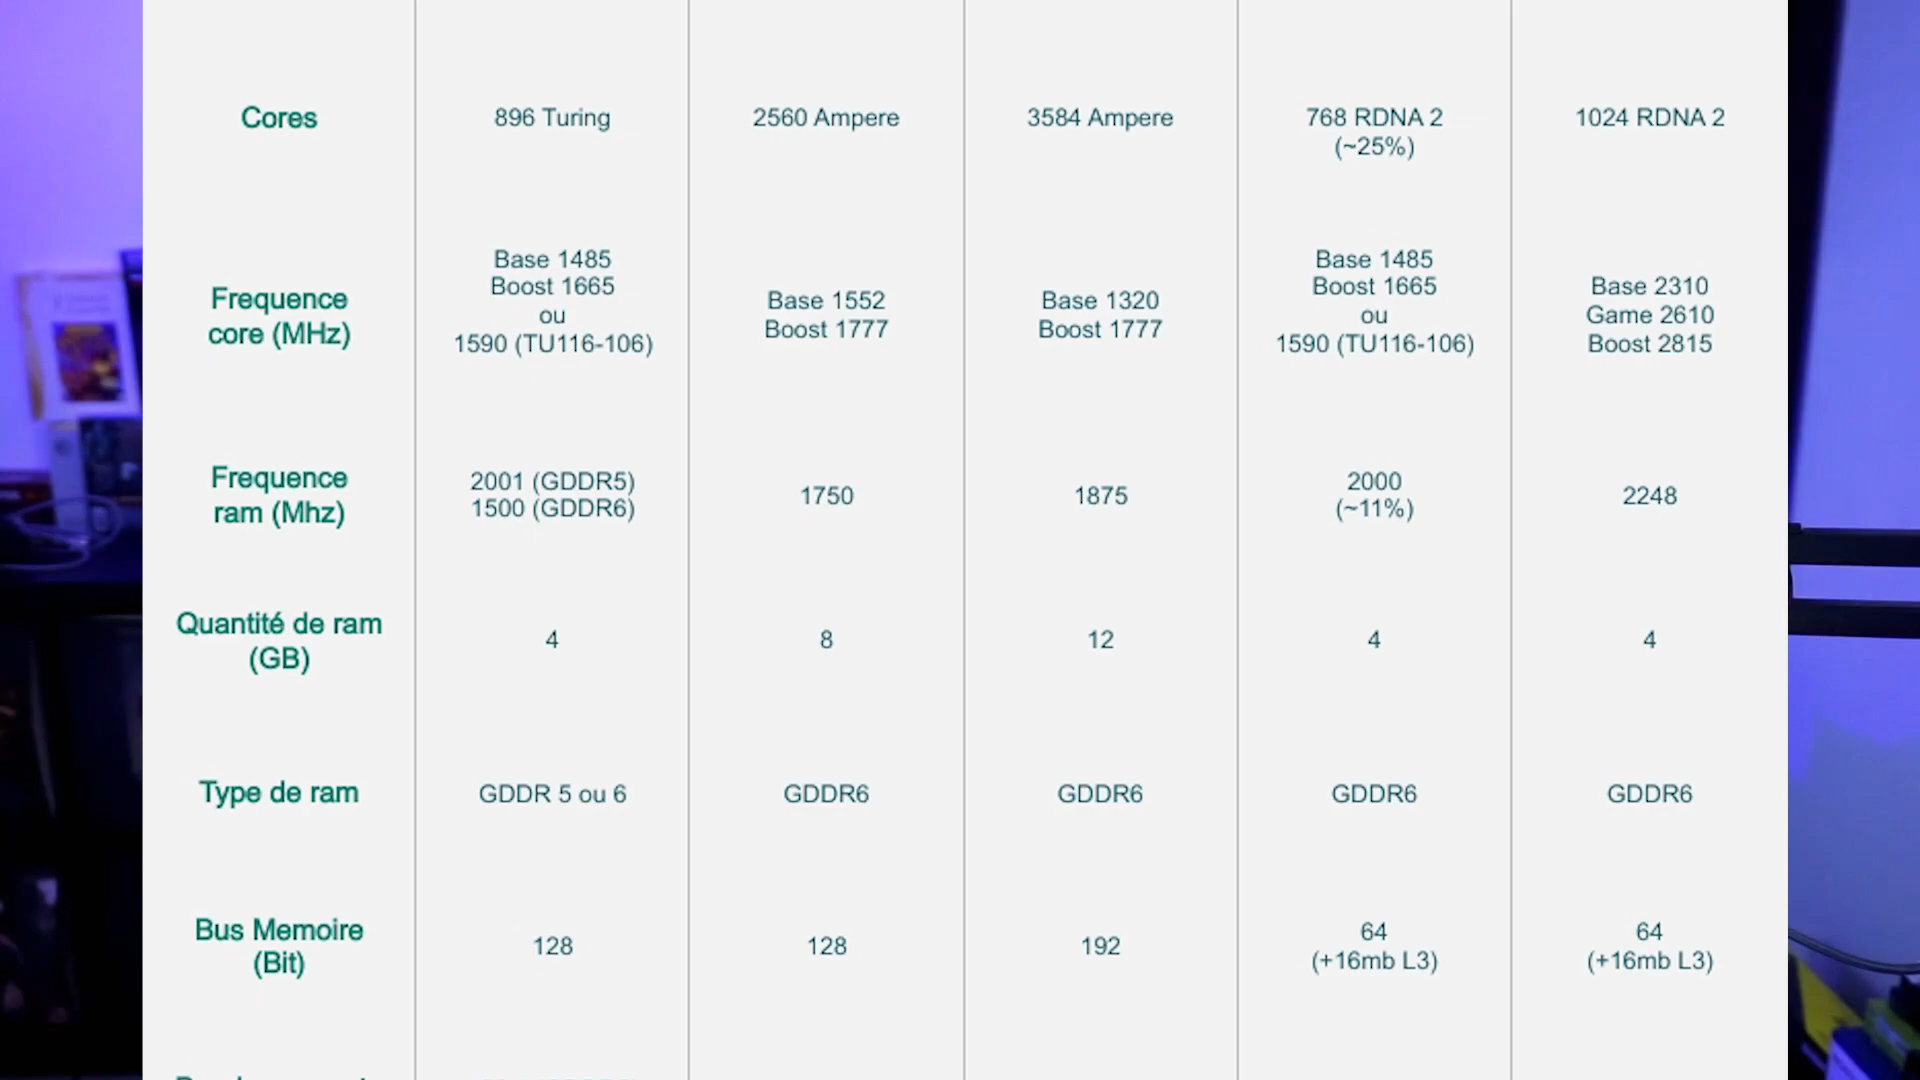 Cores
896 Turing
2560 Ampere
3584 Ampere
768 RDNA 2
(~25%)
1024 RDNA 2
Frequence
core (MHz)
Base 1485
Boost 1665
ou
1590 (TU116-106)
Base 1552
Boost 1777
Base 1320
Boost 1777
Base 1485
Boost 1665
ou
1590 (TU116-106)
Base 2310
Game 2610
Boost 2815
Frequence
ram (Mhz)
2001 (GDDR5)
1500 (GDDR6)
1750
1875
2000
(~11%)
2248
Quantité de ram
(GB)
4
8
12
4
4
Type de ram
GDDR 5 ou 6
GDDR6
GDDR6
GDDR6
GDDR6
Bus Memoire
(Bit)
128
128
192
64
(+16mb L3)
64
(+16mb L3)